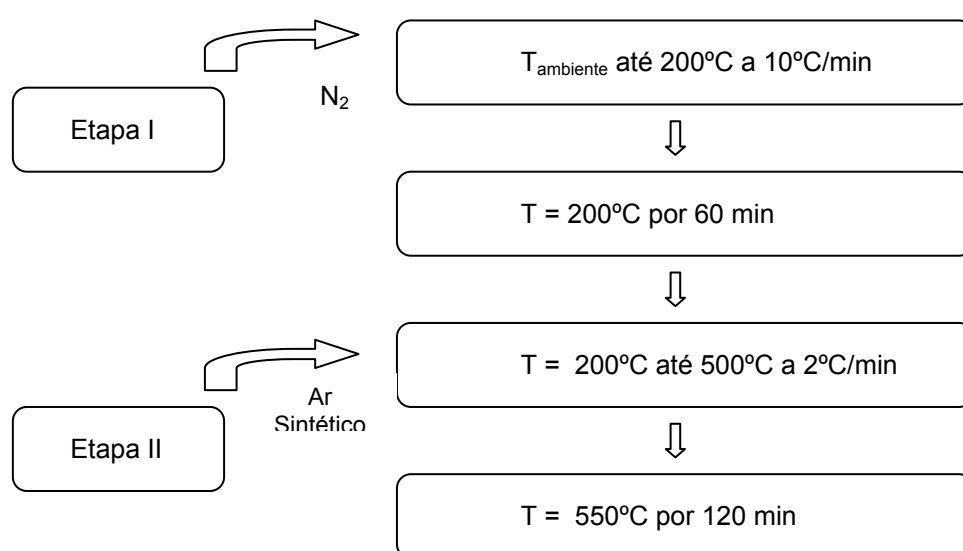 T_ambiente até 200ºC a 10ºC/min
N₂
Etapa I
T = 200ºC por 60 min
T =  200ºC até 500ºC a 2ºC/min
Ar
Sintético
Etapa II
T =  550ºC por 120 min